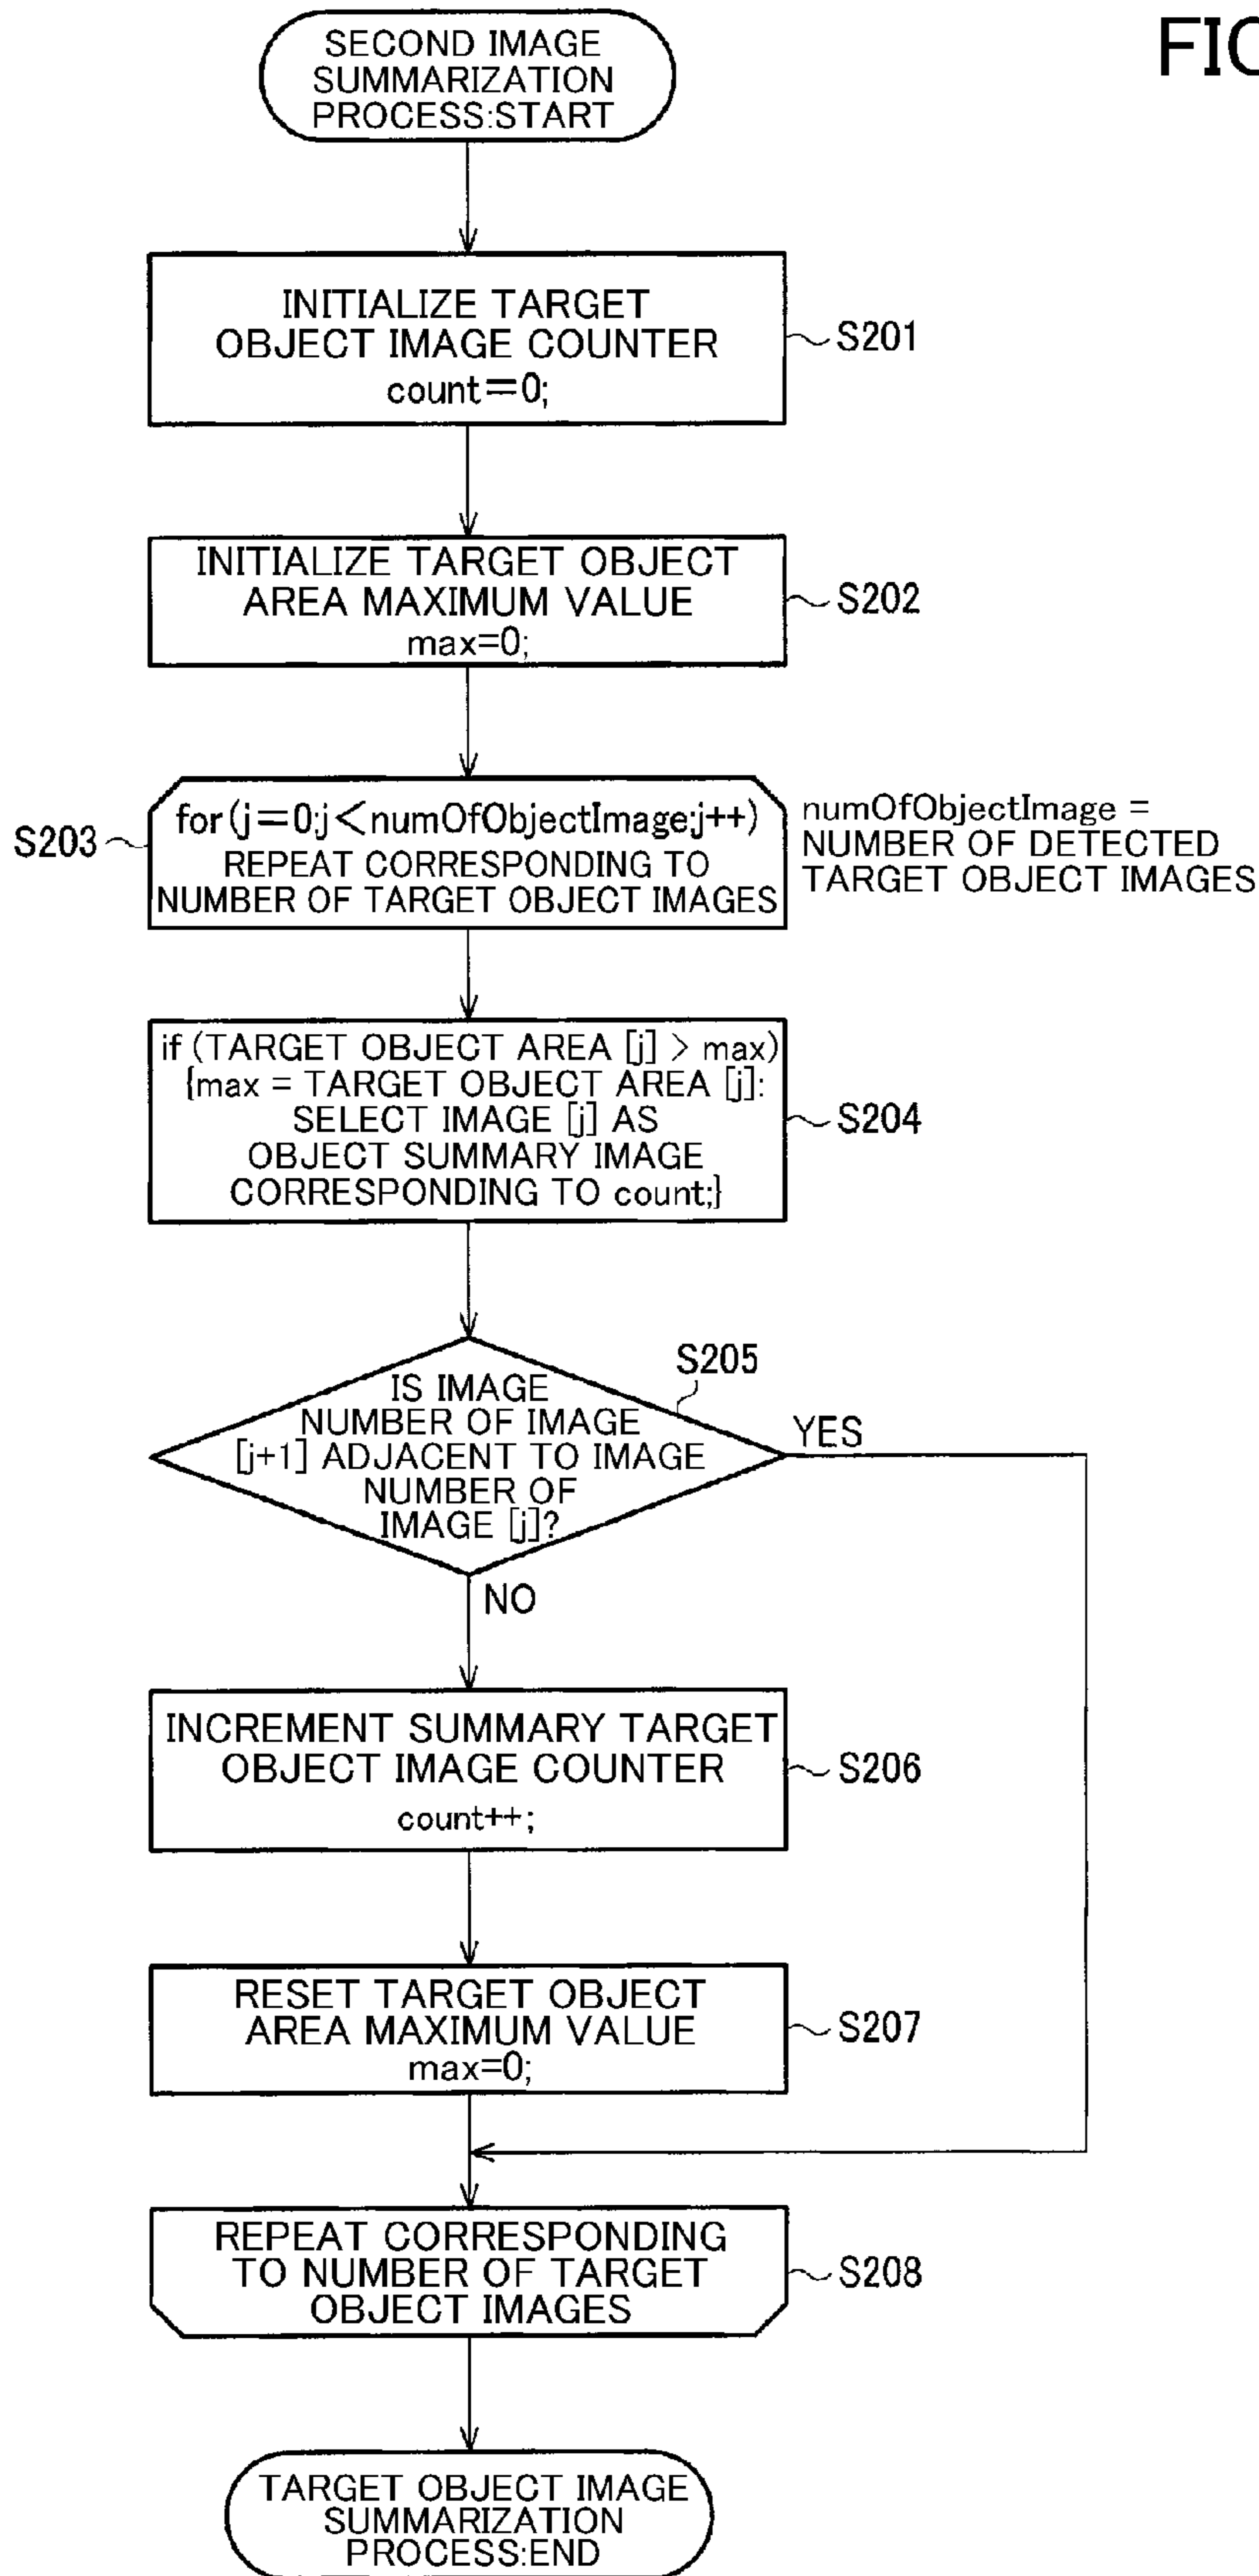 FIG
SECOND IMAGE
SUMMARIZATION
PROCESS:START
INITIALIZE TARGET
OBJECT IMAGE COUNTER
count=0;
S201
INITIALIZE TARGET OBJECT
AREA MAXIMUM VALUE
max=0;
S202
S203
for(j=0:j<numOfObjectImage;j++)
REPEAT CORRESPONDING TO
NUMBER OF TARGET OBJECT IMAGES
numOfObjectImage =
NUMBER OF DETECTED
TARGET OBJECT IMAGES
if (TARGET OBJECT AREA [j] > max)
{max = TARGET OBJECT AREA [j]:
SELECT IMAGE [j] AS
OBJECT SUMMARY IMAGE
CORRESPONDING TO count;}
S204
S205
IS IMAGE
NUMBER OF IMAGE
[j+1] ADJACENT TO IMAGE
NUMBER OF
IMAGE [j]?
YES
NO
INCREMENT SUMMARY TARGET
OBJECT IMAGE COUNTER
count++;
S206
RESET TARGET OBJECT
AREA MAXIMUM VALUE
max=0;
S207
REPEAT CORRESPONDING
TO NUMBER OF TARGET
OBJECT IMAGES
S208
TARGET OBJECT IMAGE
SUMMARIZATION
PROCESS:END